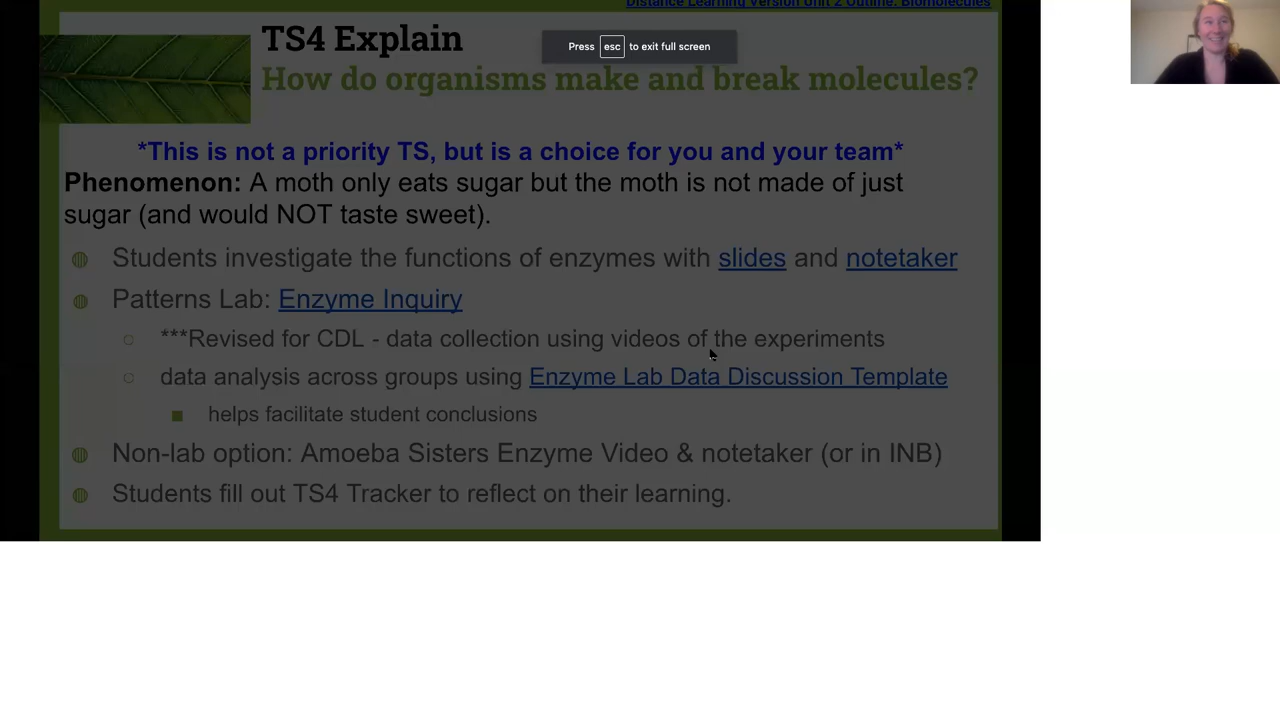 Distance Learning Version Unit 2 Outline: Biomolecules
TS4 Explain
Press esc to exit full screen
How do organisms make and break molecules?
*This is not a priority TS, but is a choice for you and your team*
Phenomenon: A moth only eats sugar but the moth is not made of just
sugar (and would NOT taste sweet).
Students investigate the functions of enzymes with slides and notetaker
Patterns Lab: Enzyme Inquiry
***Revised for CDL - data collection using videos of the experiments
data analysis across groups using Enzyme Lab Data Discussion Template
helps facilitate student conclusions
Non-lab option: Amoeba Sisters Enzyme Video & notetaker (or in INB)
Students fill out TS4 Tracker to reflect on their learning.